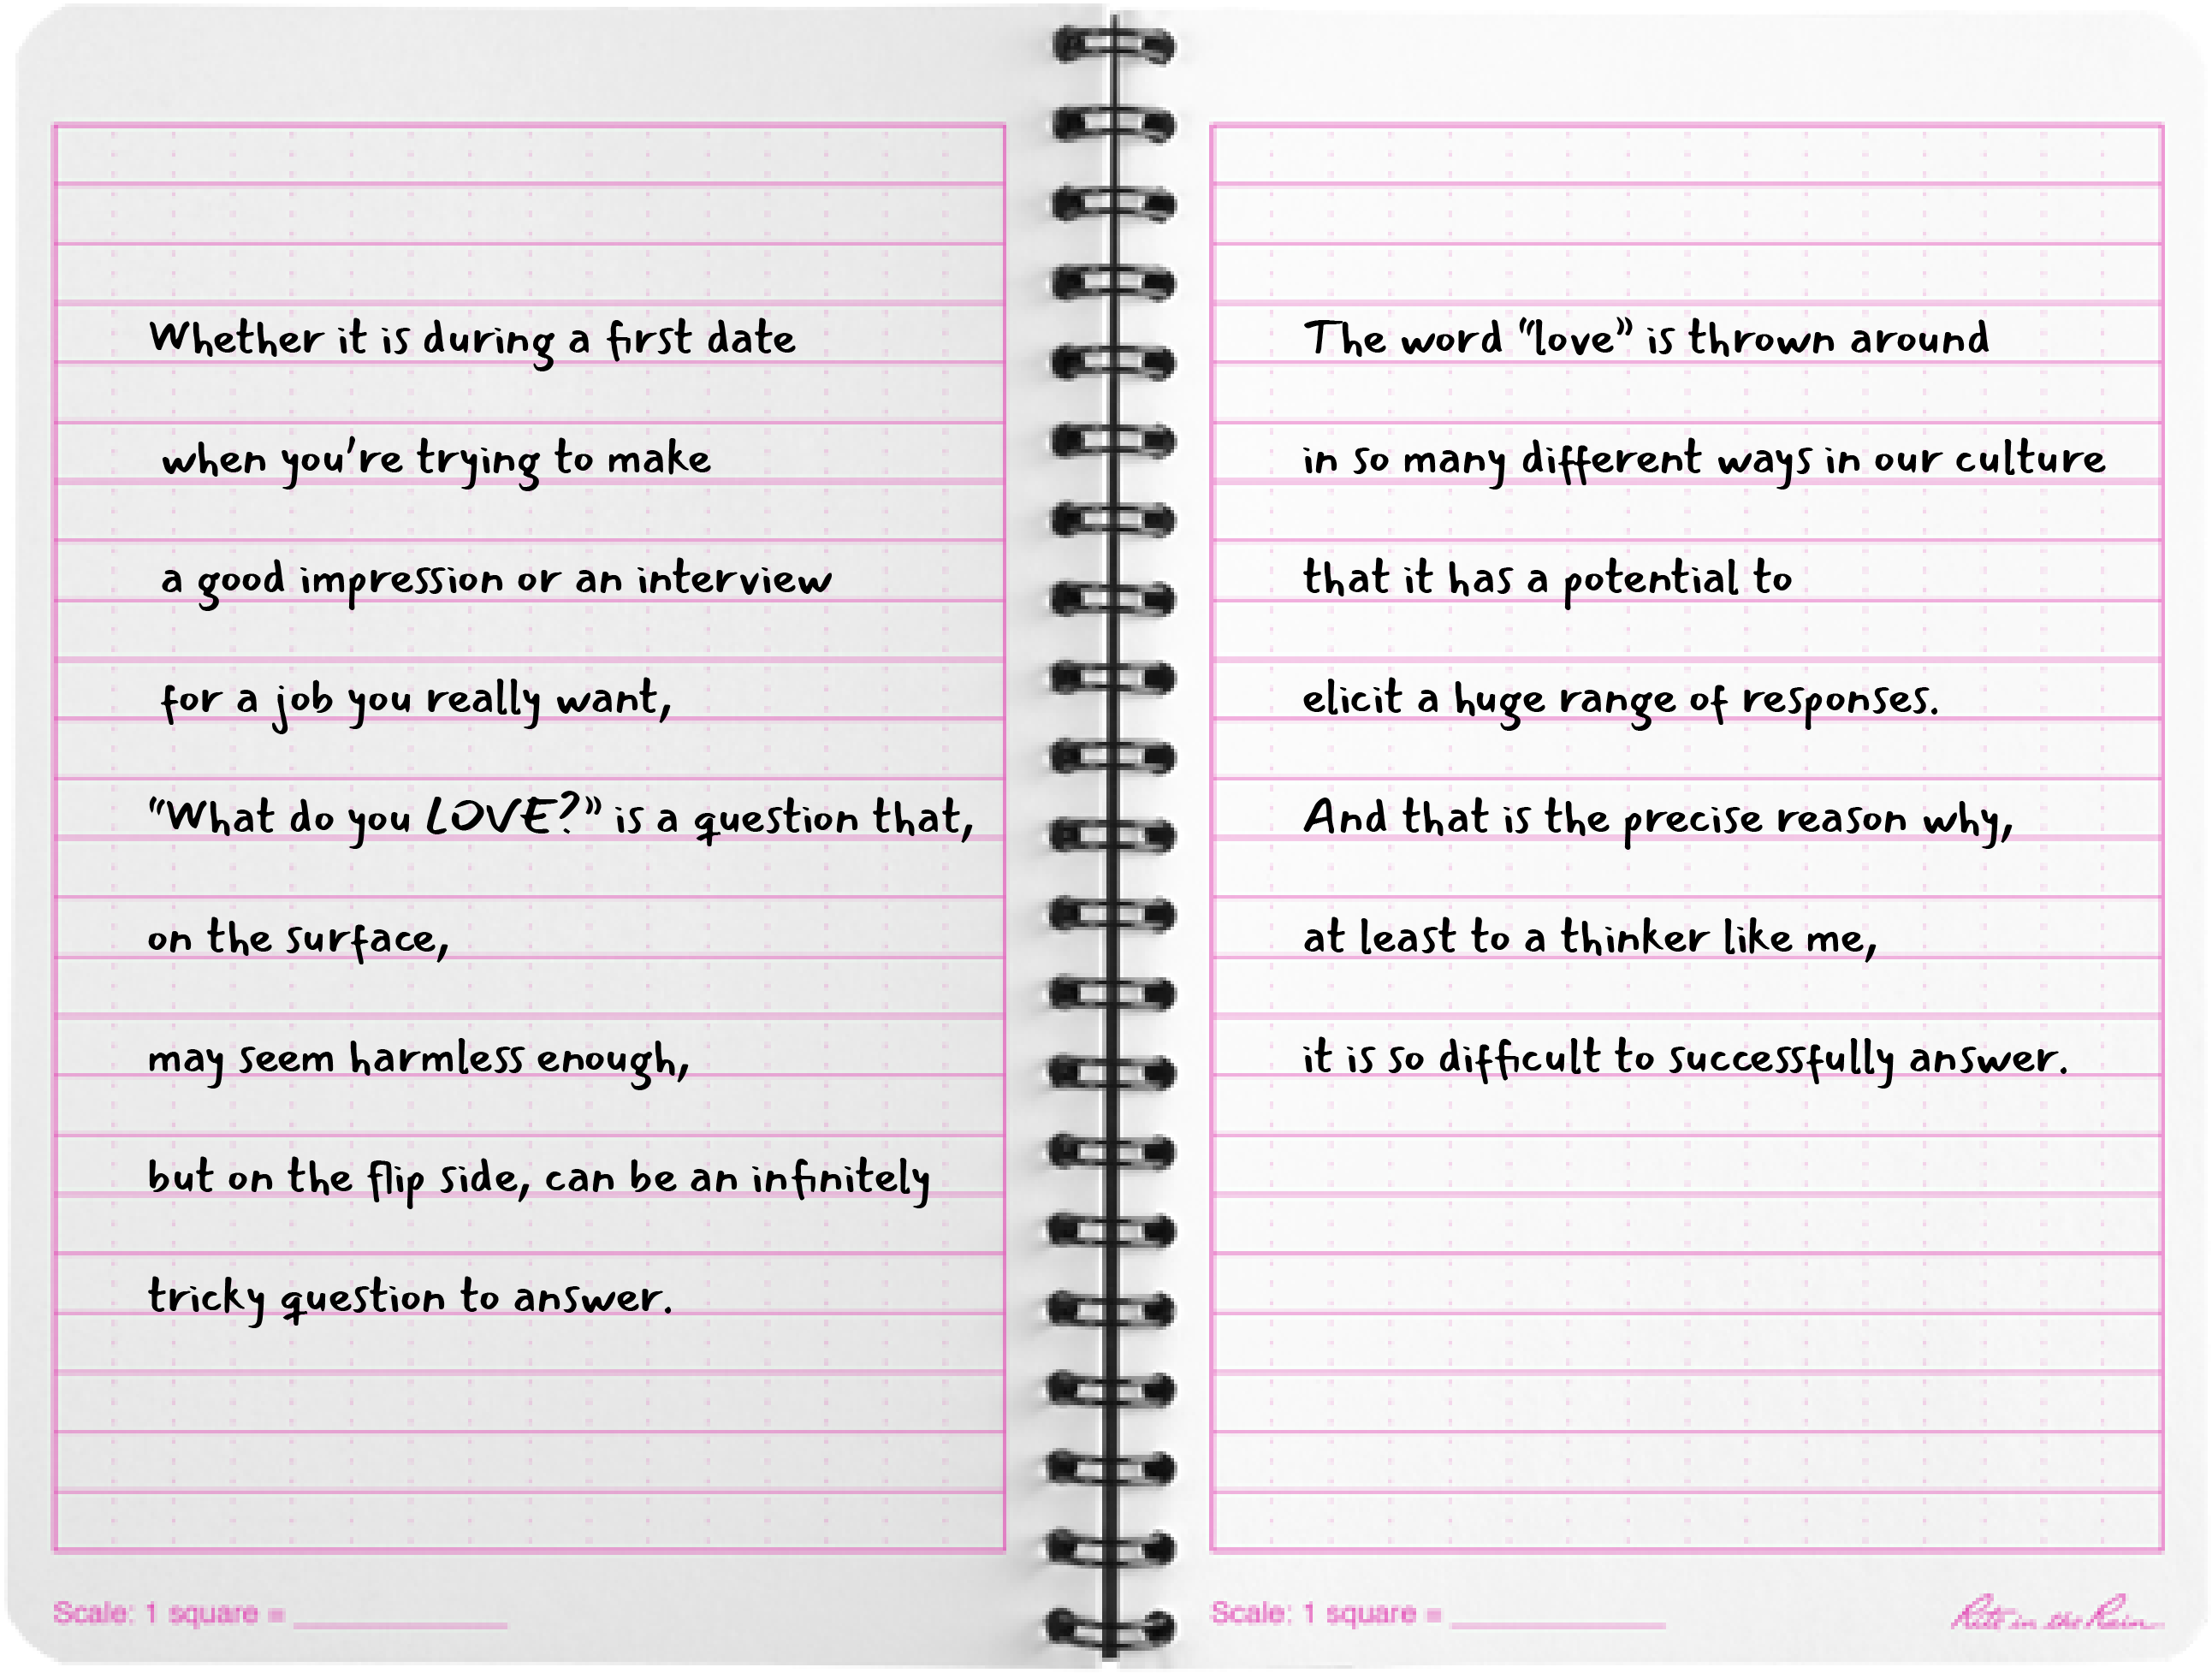 Whether it is during a first date
when you're trying to make
a good impression or an interview
for a job you really want,
"What do you LOVE?" is a question that,
on the surface,
may seem harmless enough,
but on the flip side, can be an infinitely
tricky question to answer.
Scale: 1 square = ____________
The word "love" is thrown around
in so many different ways in our culture
that it has a potential to
elicit a huge range of responses.
And that is the precise reason why,
at least to a thinker like me,
it is so difficult to successfully answer.
Scale: 1 square = ____________
Rite in the Rain